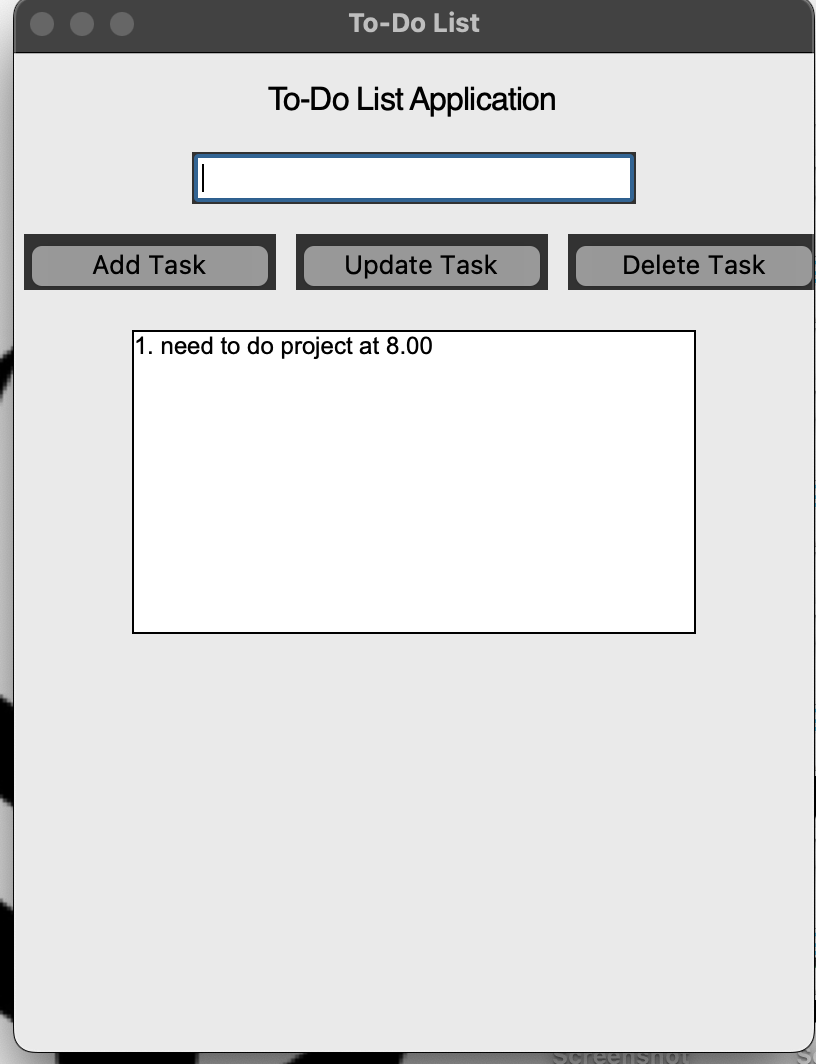 To-Do List
To-Do List Application
Add Task Update Task Delete Task
1. need to do project at 8.00
Screenshot